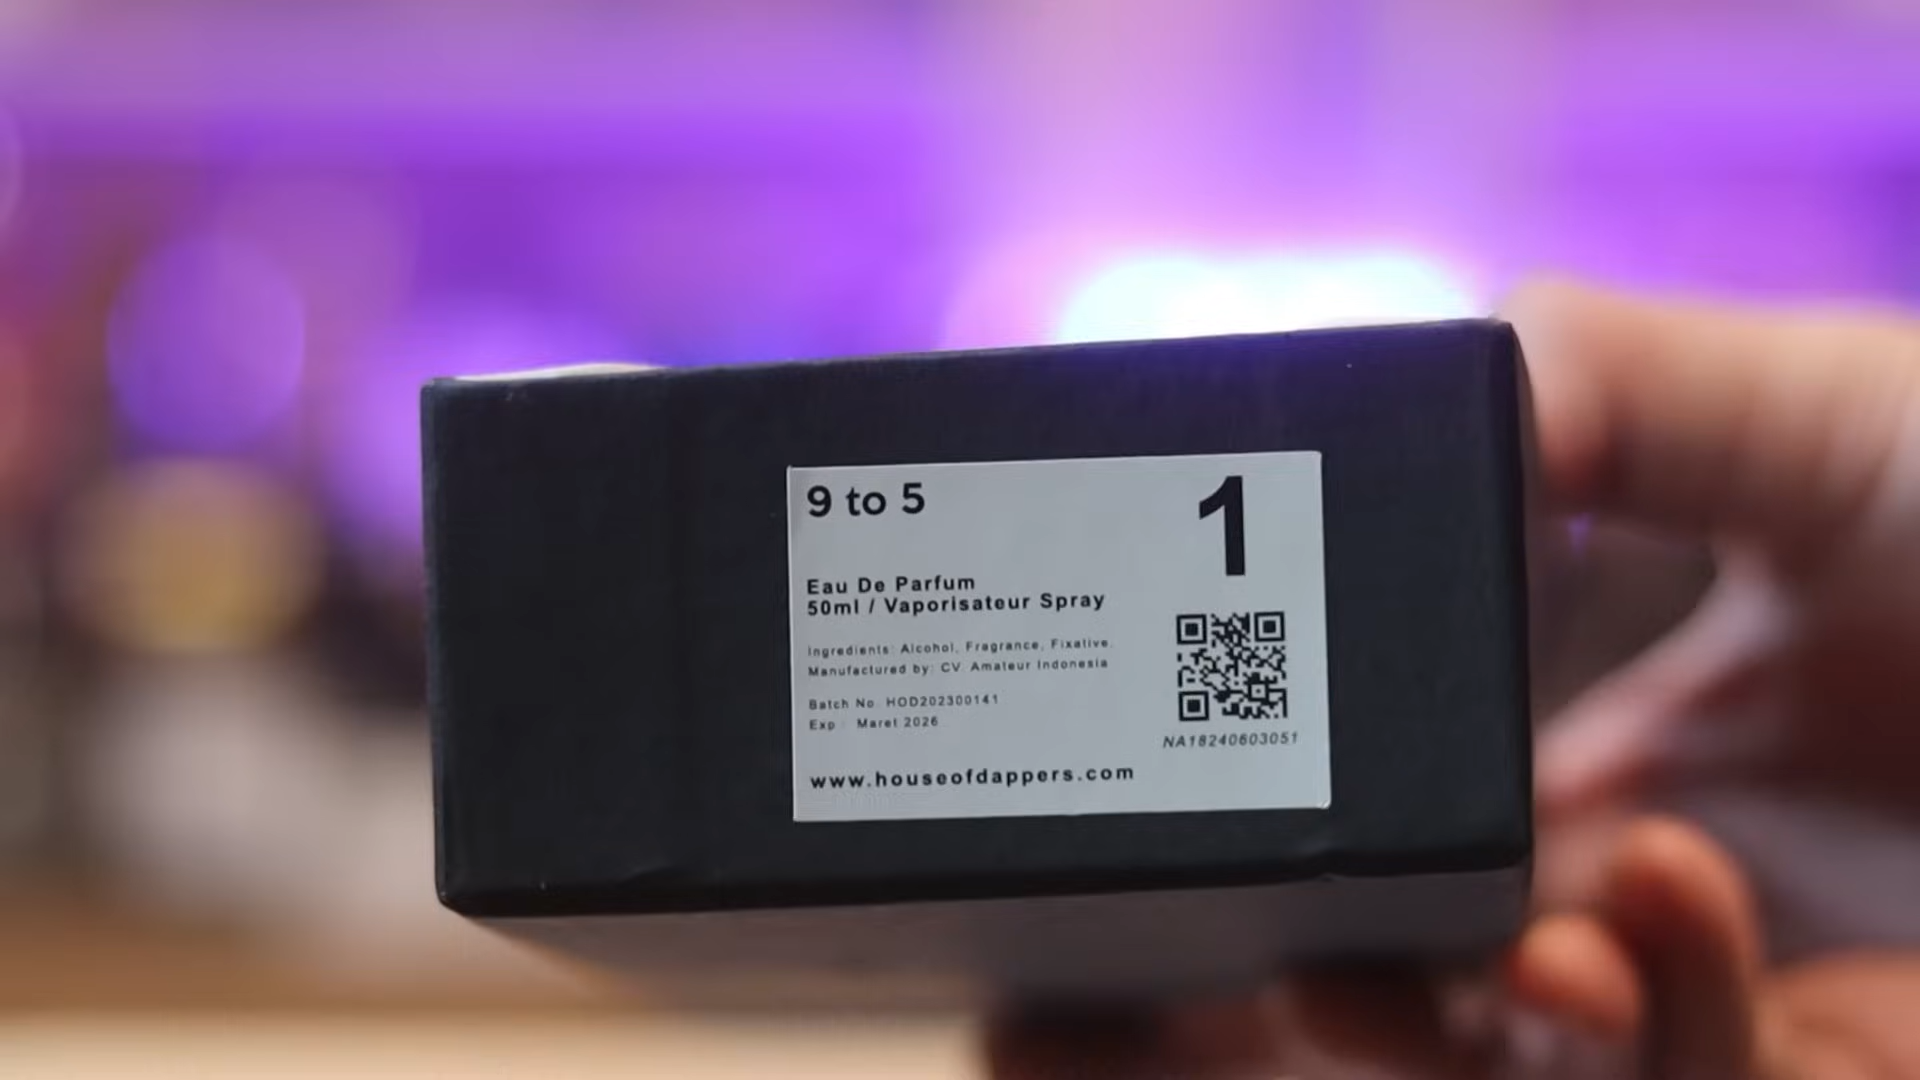 9 to 5
1
Eau De Parfum
50ml / Vaporisateur Spray
Ingredients: Alcohol, Fragrance, Fixative.
Manufactured by: CV. Amateur Indonesia
Batch No. HOD202300141
Exp : Maret 2026
NA18240603051
www.houseofdappers.com